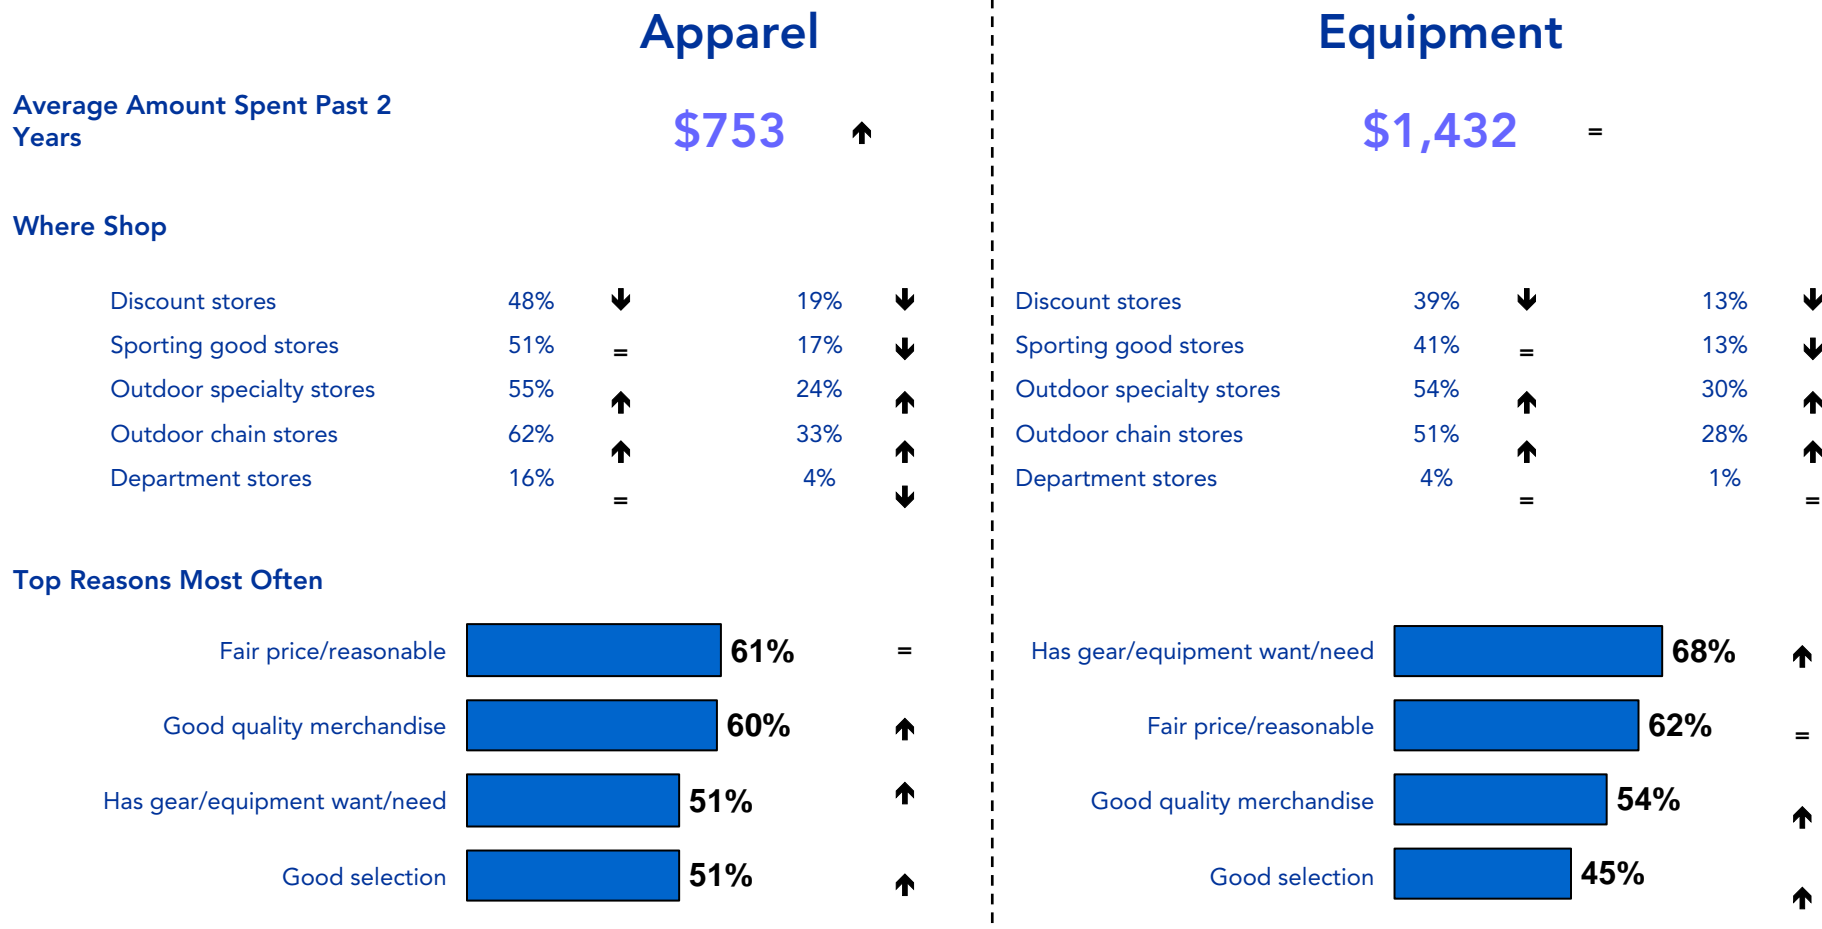 Apparel
Equipment
Average Amount Spent Past 2
Years
$753 ↑
$1,432 =
Where Shop
Discount stores 48% ↓ 19% ↓
Sporting good stores 51% = 17% ↓
Outdoor specialty stores 55% ↑ 24% ↑
Outdoor chain stores 62% ↑ 33% ↑
Department stores 16% = 4% ↓
Discount stores 39% ↓ 13% ↓
Sporting good stores 41% = 13% ↓
Outdoor specialty stores 54% ↑ 30% ↑
Outdoor chain stores 51% ↑ 28% ↑
Department stores 4% = 1% =
Top Reasons Most Often
Fair price/reasonable 61% =
Good quality merchandise 60% ↑
Has gear/equipment want/need 51% ↑
Good selection 51% ↑
Has gear/equipment want/need 68% ↑
Fair price/reasonable 62% =
Good quality merchandise 54% ↑
Good selection 45% ↑